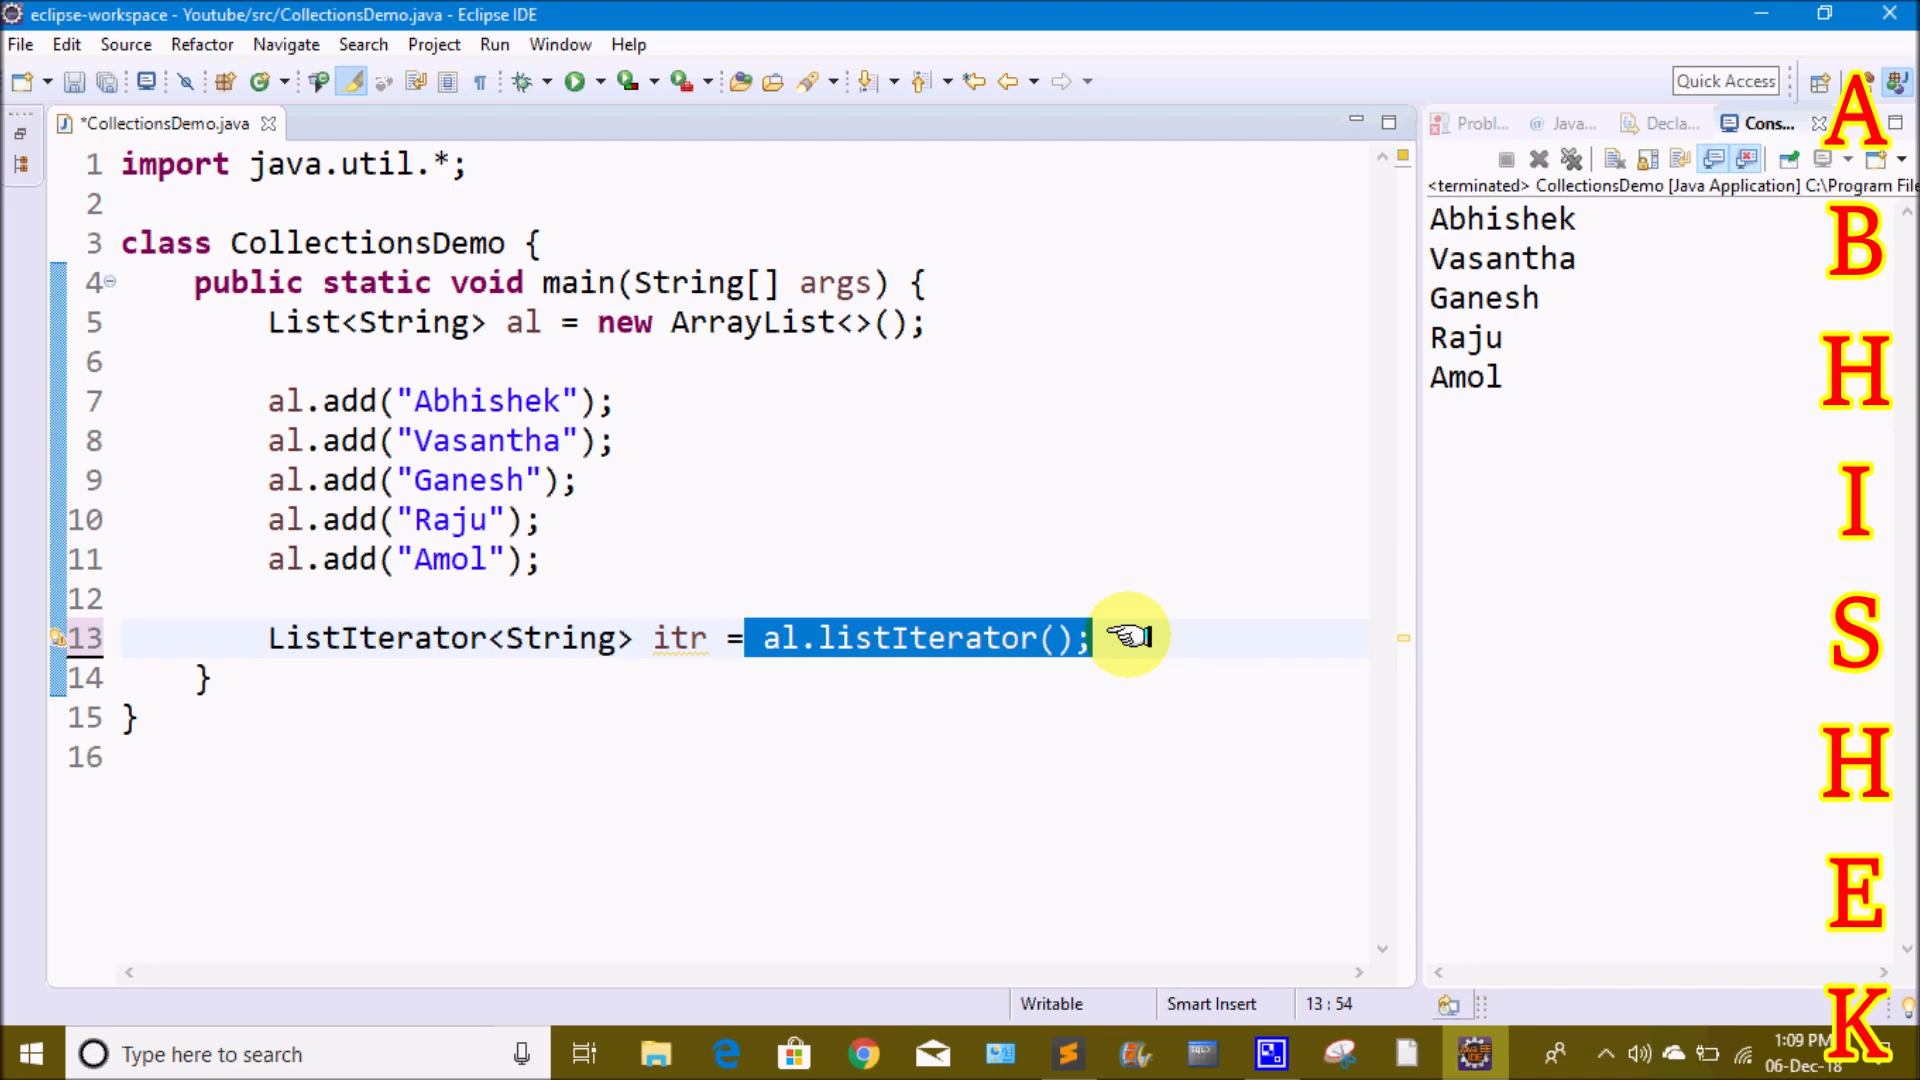 eclipse-workspace - Youtube/src/CollectionsDemo.java - Eclipse IDE
File Edit Source Refactor Navigate Search Project Run Window Help
Quick Access
*CollectionsDemo.java
Probl... Java... Decla... Cons...
<terminated> CollectionsDemo [Java Application] C:\Program File
1 import java.util.*;
2
3 class CollectionsDemo {
4 public static void main(String[] args) {
5 List<String> al = new ArrayList<>();
6
7 al.add("Abhishek");
8 al.add("Vasantha");
9 al.add("Ganesh");
10 al.add("Raju");
11 al.add("Amol");
12
13 ListIterator<String> itr = al.listIterator();
14 }
15 }
16
Abhishek
Vasantha
Ganesh
Raju
Amol
A
B
H
I
S
H
E
K
Writable Smart Insert 13 : 54
Type here to search
1:09 PM
06-Dec-18